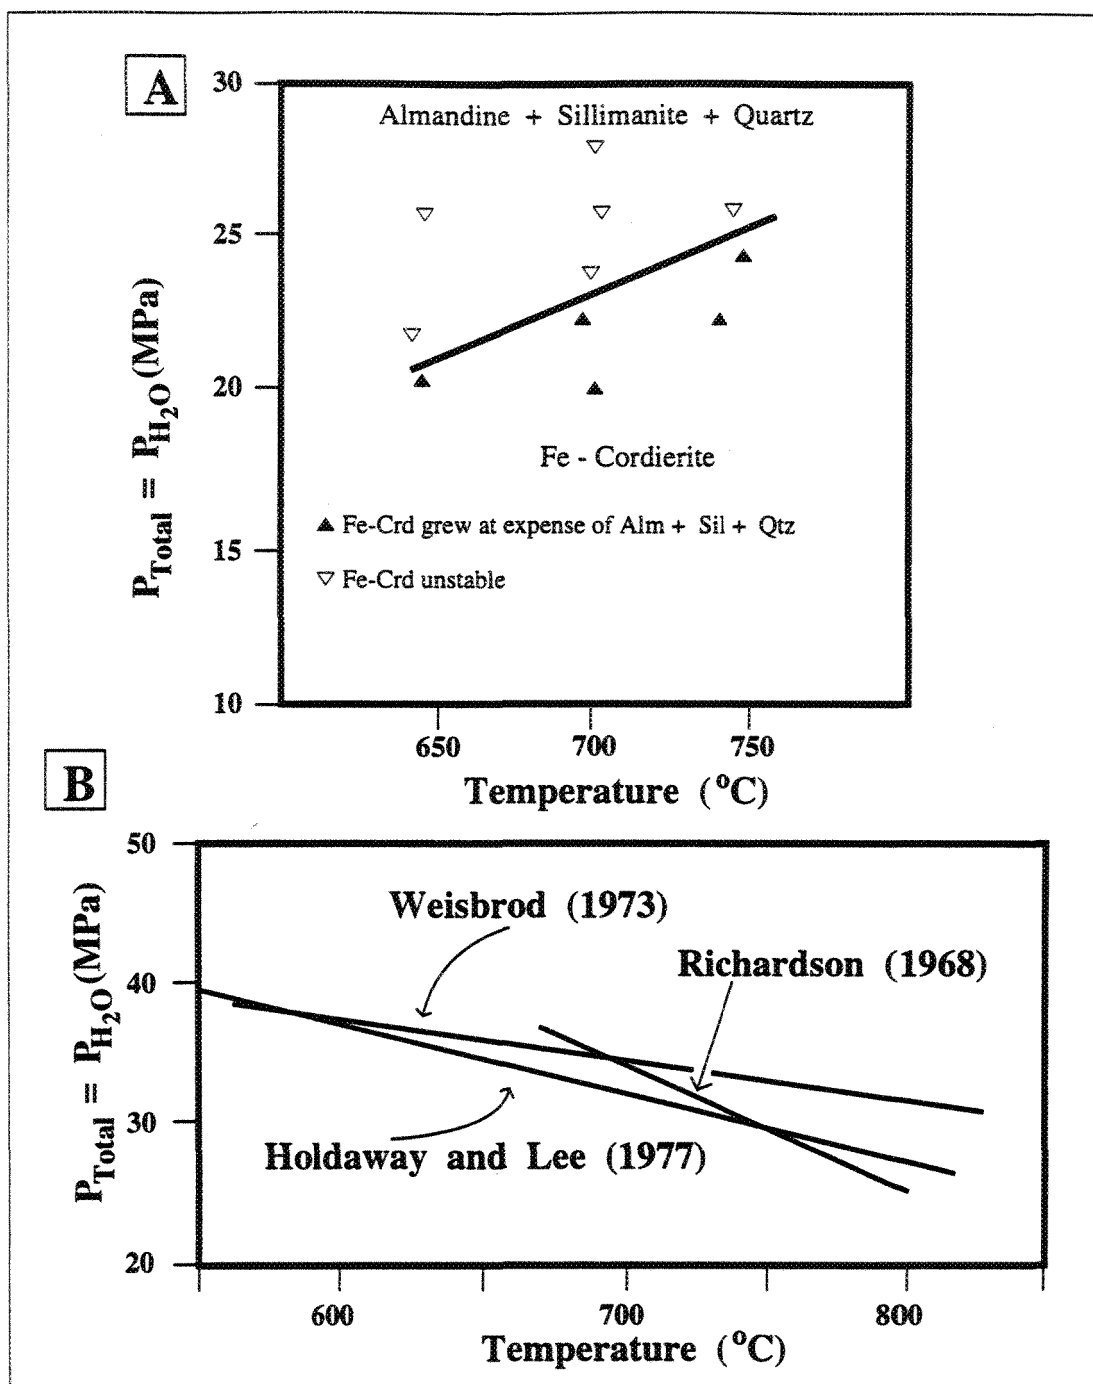 A
30
Almandine + Sillimanite + Quartz
25
20
Fe - Cordierite
▲ Fe-Crd grew at expense of Alm + Sil + Qtz
15
▽ Fe-Crd unstable
10
P_Total = P_H₂O (MPa)
650 700 750
Temperature (°C)
B
50
Weisbrod (1973)
Richardson (1968)
40
30
Holdaway and Lee (1977)
20
P_Total = P_H₂O (MPa)
600 700 800
Temperature (°C)